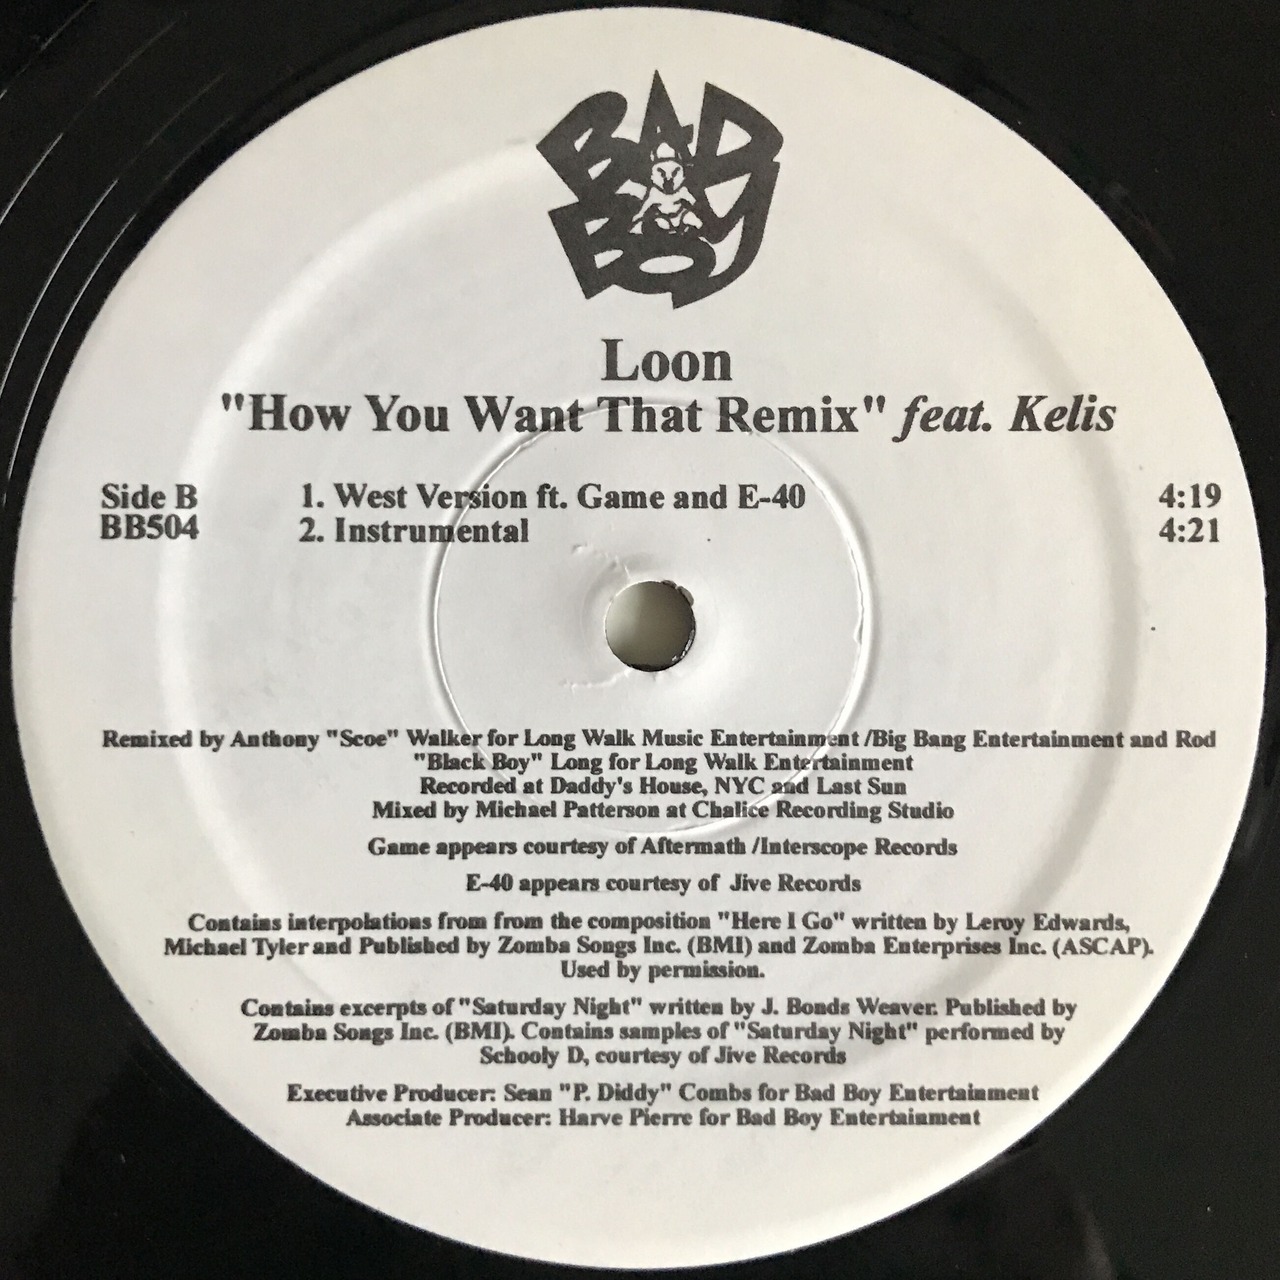 BAD
BOY
Loon
"How You Want That Remix" feat. Kelis
Side B 1. West Version ft. Game and E-40 4:19
BB504 2. Instrumental 4:21
Remixed by Anthony "Scoe" Walker for Long Walk Music Entertainment /Big Bang Entertainment and Rod
"Black Boy" Long for Long Walk Entertainment
Recorded at Daddy's House, NYC and Last Sun
Mixed by Michael Patterson at Chalice Recording Studio
Game appears courtesy of Aftermath /Interscope Records
E-40 appears courtesy of Jive Records
Contains interpolations from from the composition "Here I Go" written by Leroy Edwards,
Michael Tyler and Published by Zomba Songs Inc. (BMI) and Zomba Enterprises Inc. (ASCAP).
Used by permission.
Contains excerpts of "Saturday Night" written by J. Bonds Weaver. Published by
Zomba Songs Inc. (BMI). Contains samples of "Saturday Night" performed by
Schooly D, courtesy of Jive Records
Executive Producer: Sean "P. Diddy" Combs for Bad Boy Entertainment
Associate Producer: Harve Pierre for Bad Boy Entertainment